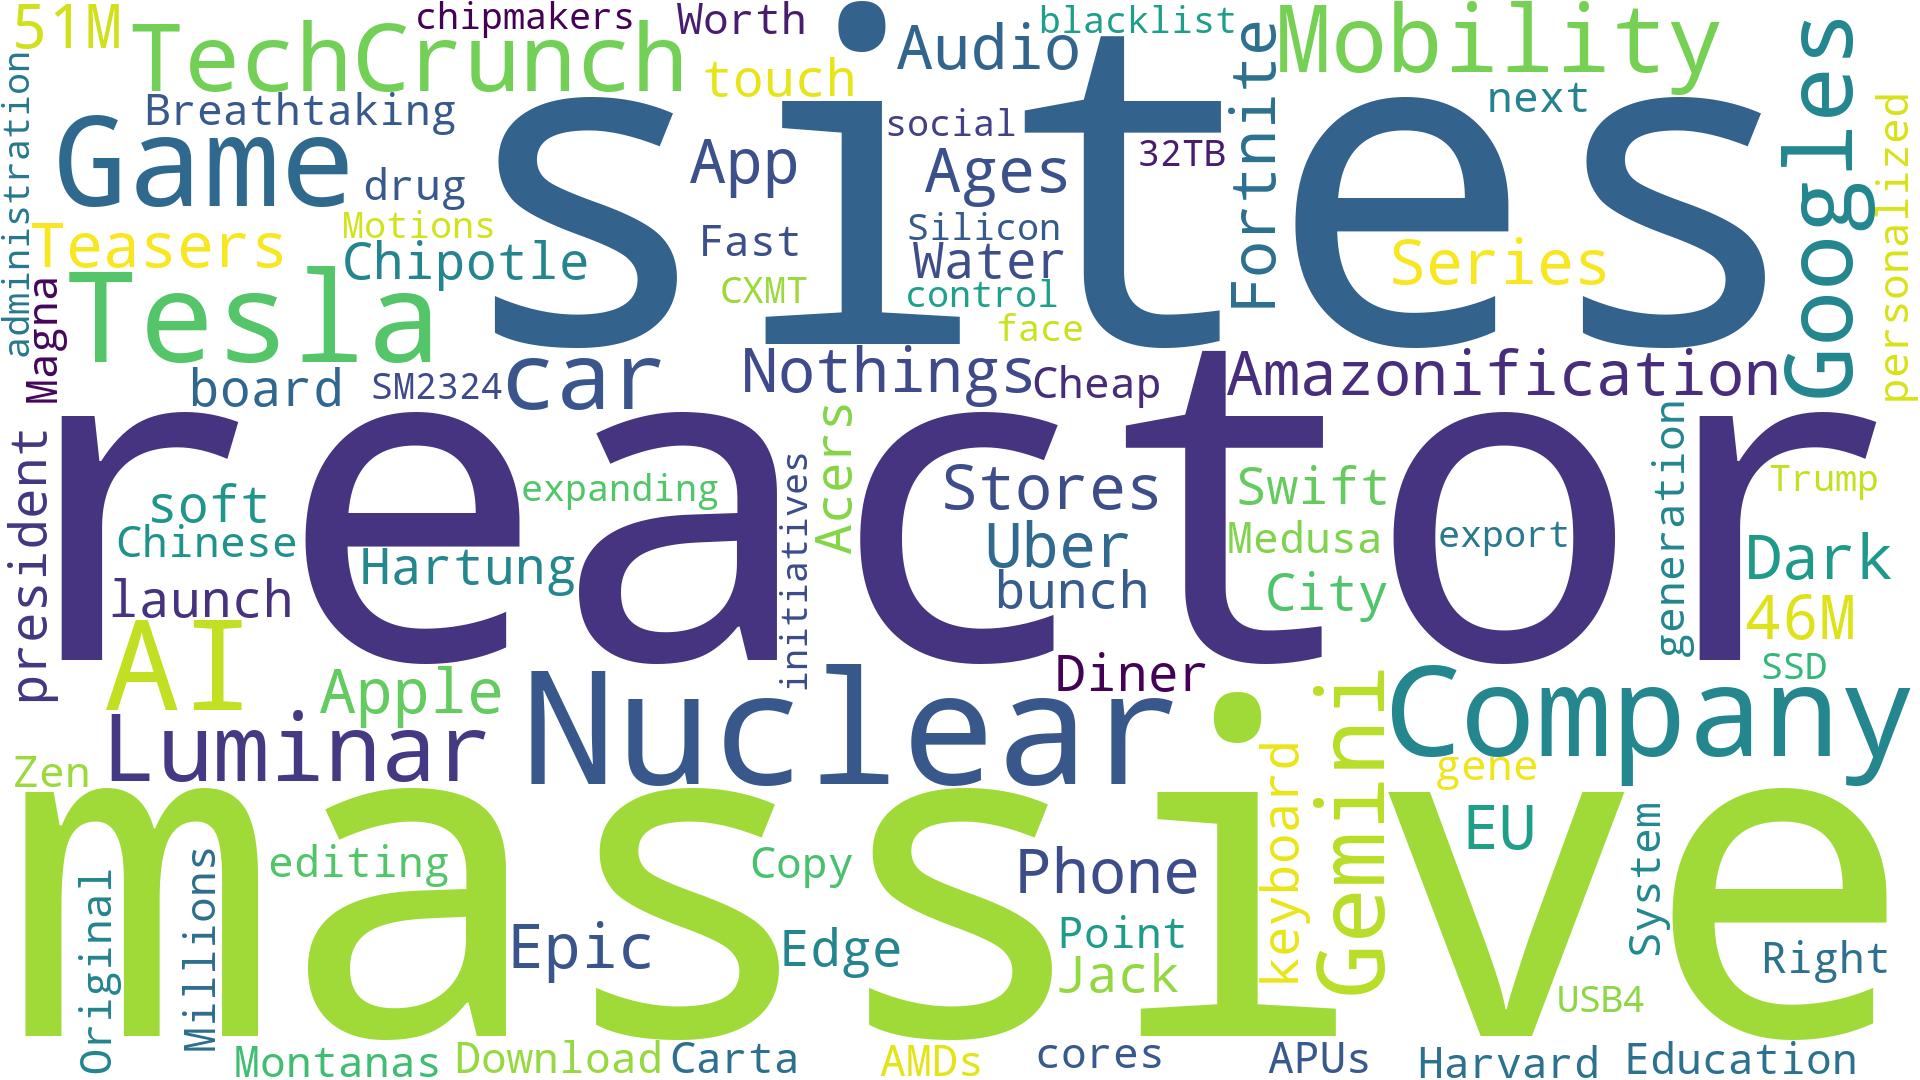 51M
chipmakers
Worth
blacklist
TechCrunch
Audio
Mobility
touch
sites
Googles
Fortnite
next
Breathtaking
administration
personalized
social
32TB
Game
App
Ages
drug
Motions
Silicon
Teasers
Fast
Water
Chipotle
Series
CXMT
control
Tesla
face
Magna
car
Nothings
board
SM2324
Cheap
Amazonification
reactor
president
Acers
generation
Stores
Swift
Trump
expanding
initiatives
soft
Chinese
Uber
Medusa
export
Dark
Hartung
bunch
City
launch
46M
AI
Diner
SSD
Apple
Nuclear
Company
Gemini
Luminar
Zen
keyboard
gene
massive
EU
System
editing
Copy
Phone
Original
Millions
Epic
Edge
Point
Right
Jack
USB4
Montanas
Download
Carta
AMDs
cores
APUs
Harvard
Education